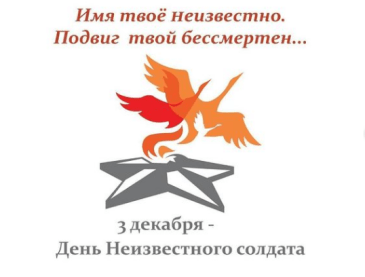 Имя твоё неизвестно.
Подвиг твой бессмертен...
3 декабря -
День Неизвестного солдата